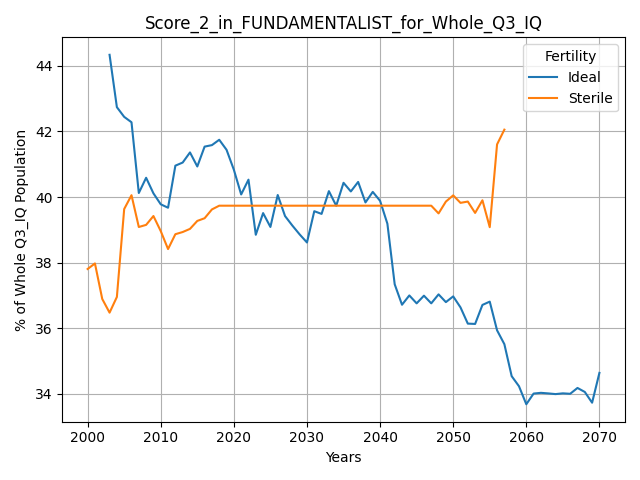 Score_2_in_FUNDAMENTALIST_for_Whole_Q3_IQ
Fertility
Ideal
Sterile
% of Whole Q3_IQ Population
44
42
40
38
36
34
2000 2010 2020 2030 2040 2050 2060 2070
Years